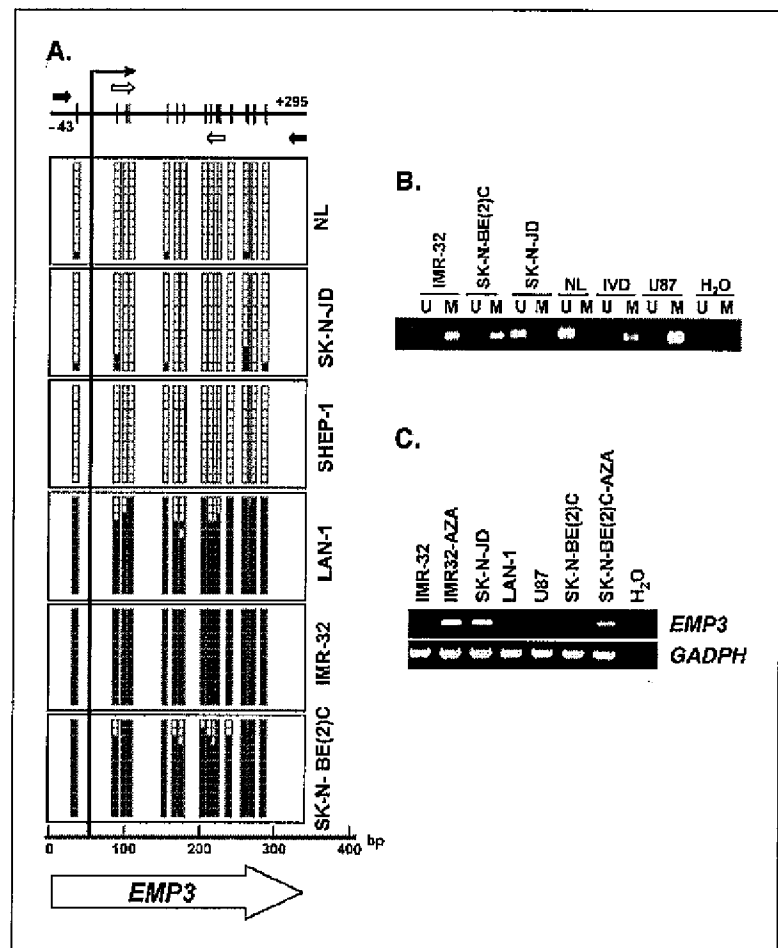 A.
+295
-43
NL
SK-N-JD
SHEP-1
LAN-1
IMR-32
SK-N- BE(2)C
0 100 200 300 400 bp
EMP3
B.
IMR-32
SK-N-BE(2)C
SK-N-JD
NL IVD U87 H₂O
U M U M U M U M U M U M U M
C.
IMR-32
IMR32-AZA
SK-N-JD
LAN-1
U87
SK-N-BE(2)C
SK-N-BE(2)C-AZA
H₂O
EMP3
GADPH